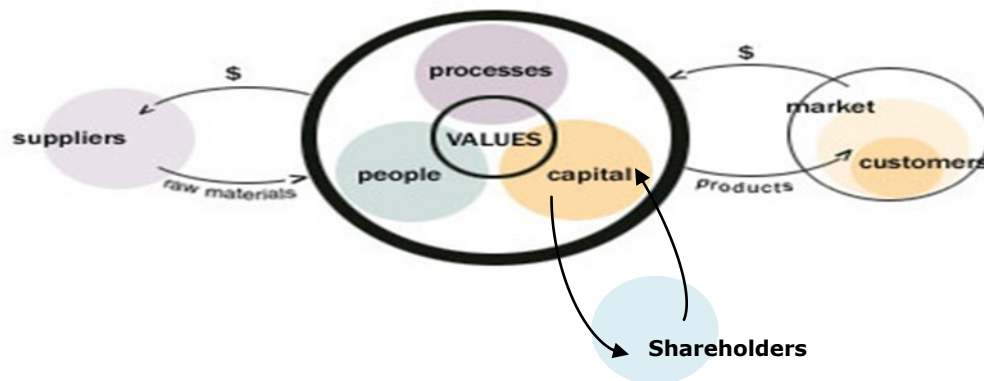 $
$
processes
market
suppliers
VALUES
people
capital
customers
raw materials
Products
Shareholders